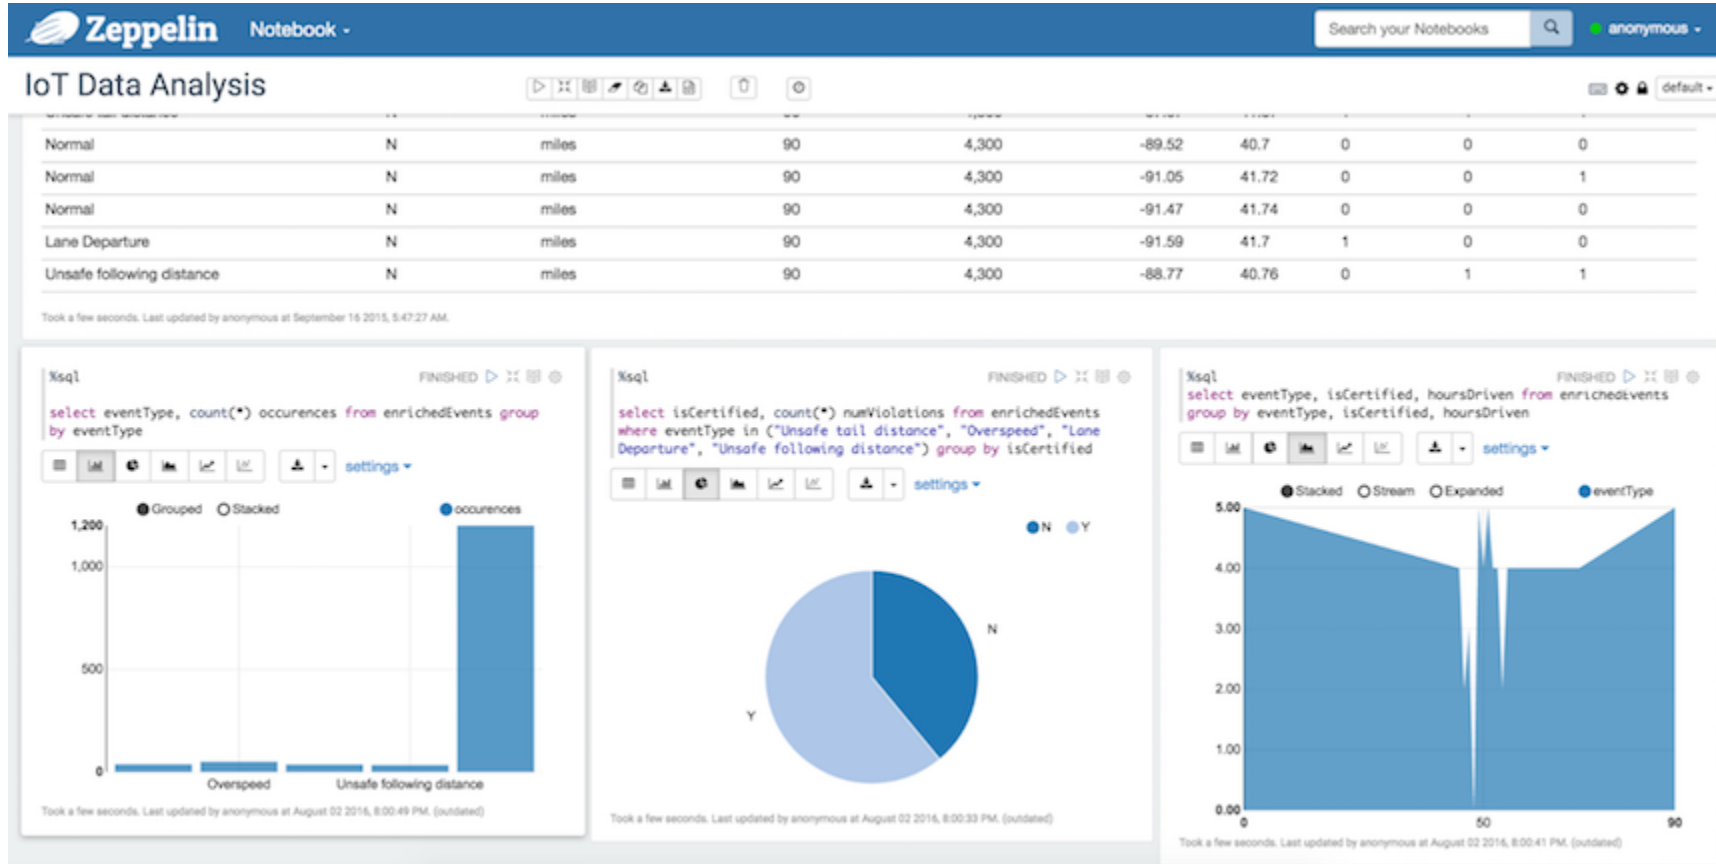 Zeppelin Notebook Search your Notebooks anonymous
IoT Data Analysis default
Normal N miles 90 4,300 -89.52 40.7 0 0 0
Normal N miles 90 4,300 -91.05 41.72 0 0 1
Normal N miles 90 4,300 -91.47 41.74 0 0 0
Lane Departure N miles 90 4,300 -91.59 41.7 1 0 0
Unsafe following distance N miles 90 4,300 -88.77 40.76 0 1 1
Took a few seconds. Last updated by anonymous at September 16 2015, 5:47:27 AM.
%sql FINISHED
select eventType, count(*) occurences from enrichedEvents group
by eventType
settings
Grouped Stacked occurences
1,200
1,000
500
0
Overspeed Unsafe following distance
Took a few seconds. Last updated by anonymous at August 02 2016, 8:00:49 PM. (outdated)
%sql FINISHED
select isCertified, count(*) numViolations from enrichedEvents
where eventType in ("Unsafe tail distance", "Overspeed", "Lane
Departure", "Unsafe following distance") group by isCertified
settings
N Y
N
Y
Took a few seconds. Last updated by anonymous at August 02 2016, 8:00:33 PM. (outdated)
%sql FINISHED
select eventType, isCertified, hoursDriven from enrichedEvents
group by eventType, isCertified, hoursDriven
settings
Stacked Stream Expanded eventType
5.00
4.00
3.00
2.00
1.00
0.00
0 50 90
Took a few seconds. Last updated by anonymous at August 02 2016, 8:00:41 PM. (outdated)